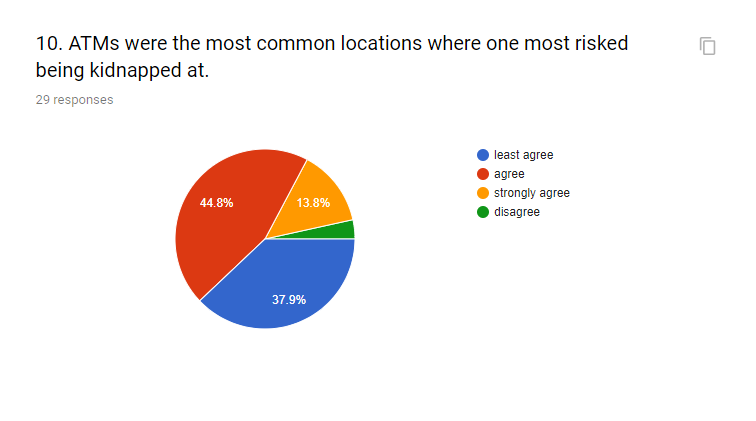 10. ATMs were the most common locations where one most risked
being kidnapped at.
29 responses
least agree
agree
strongly agree
disagree
44.8%
13.8%
37.9%